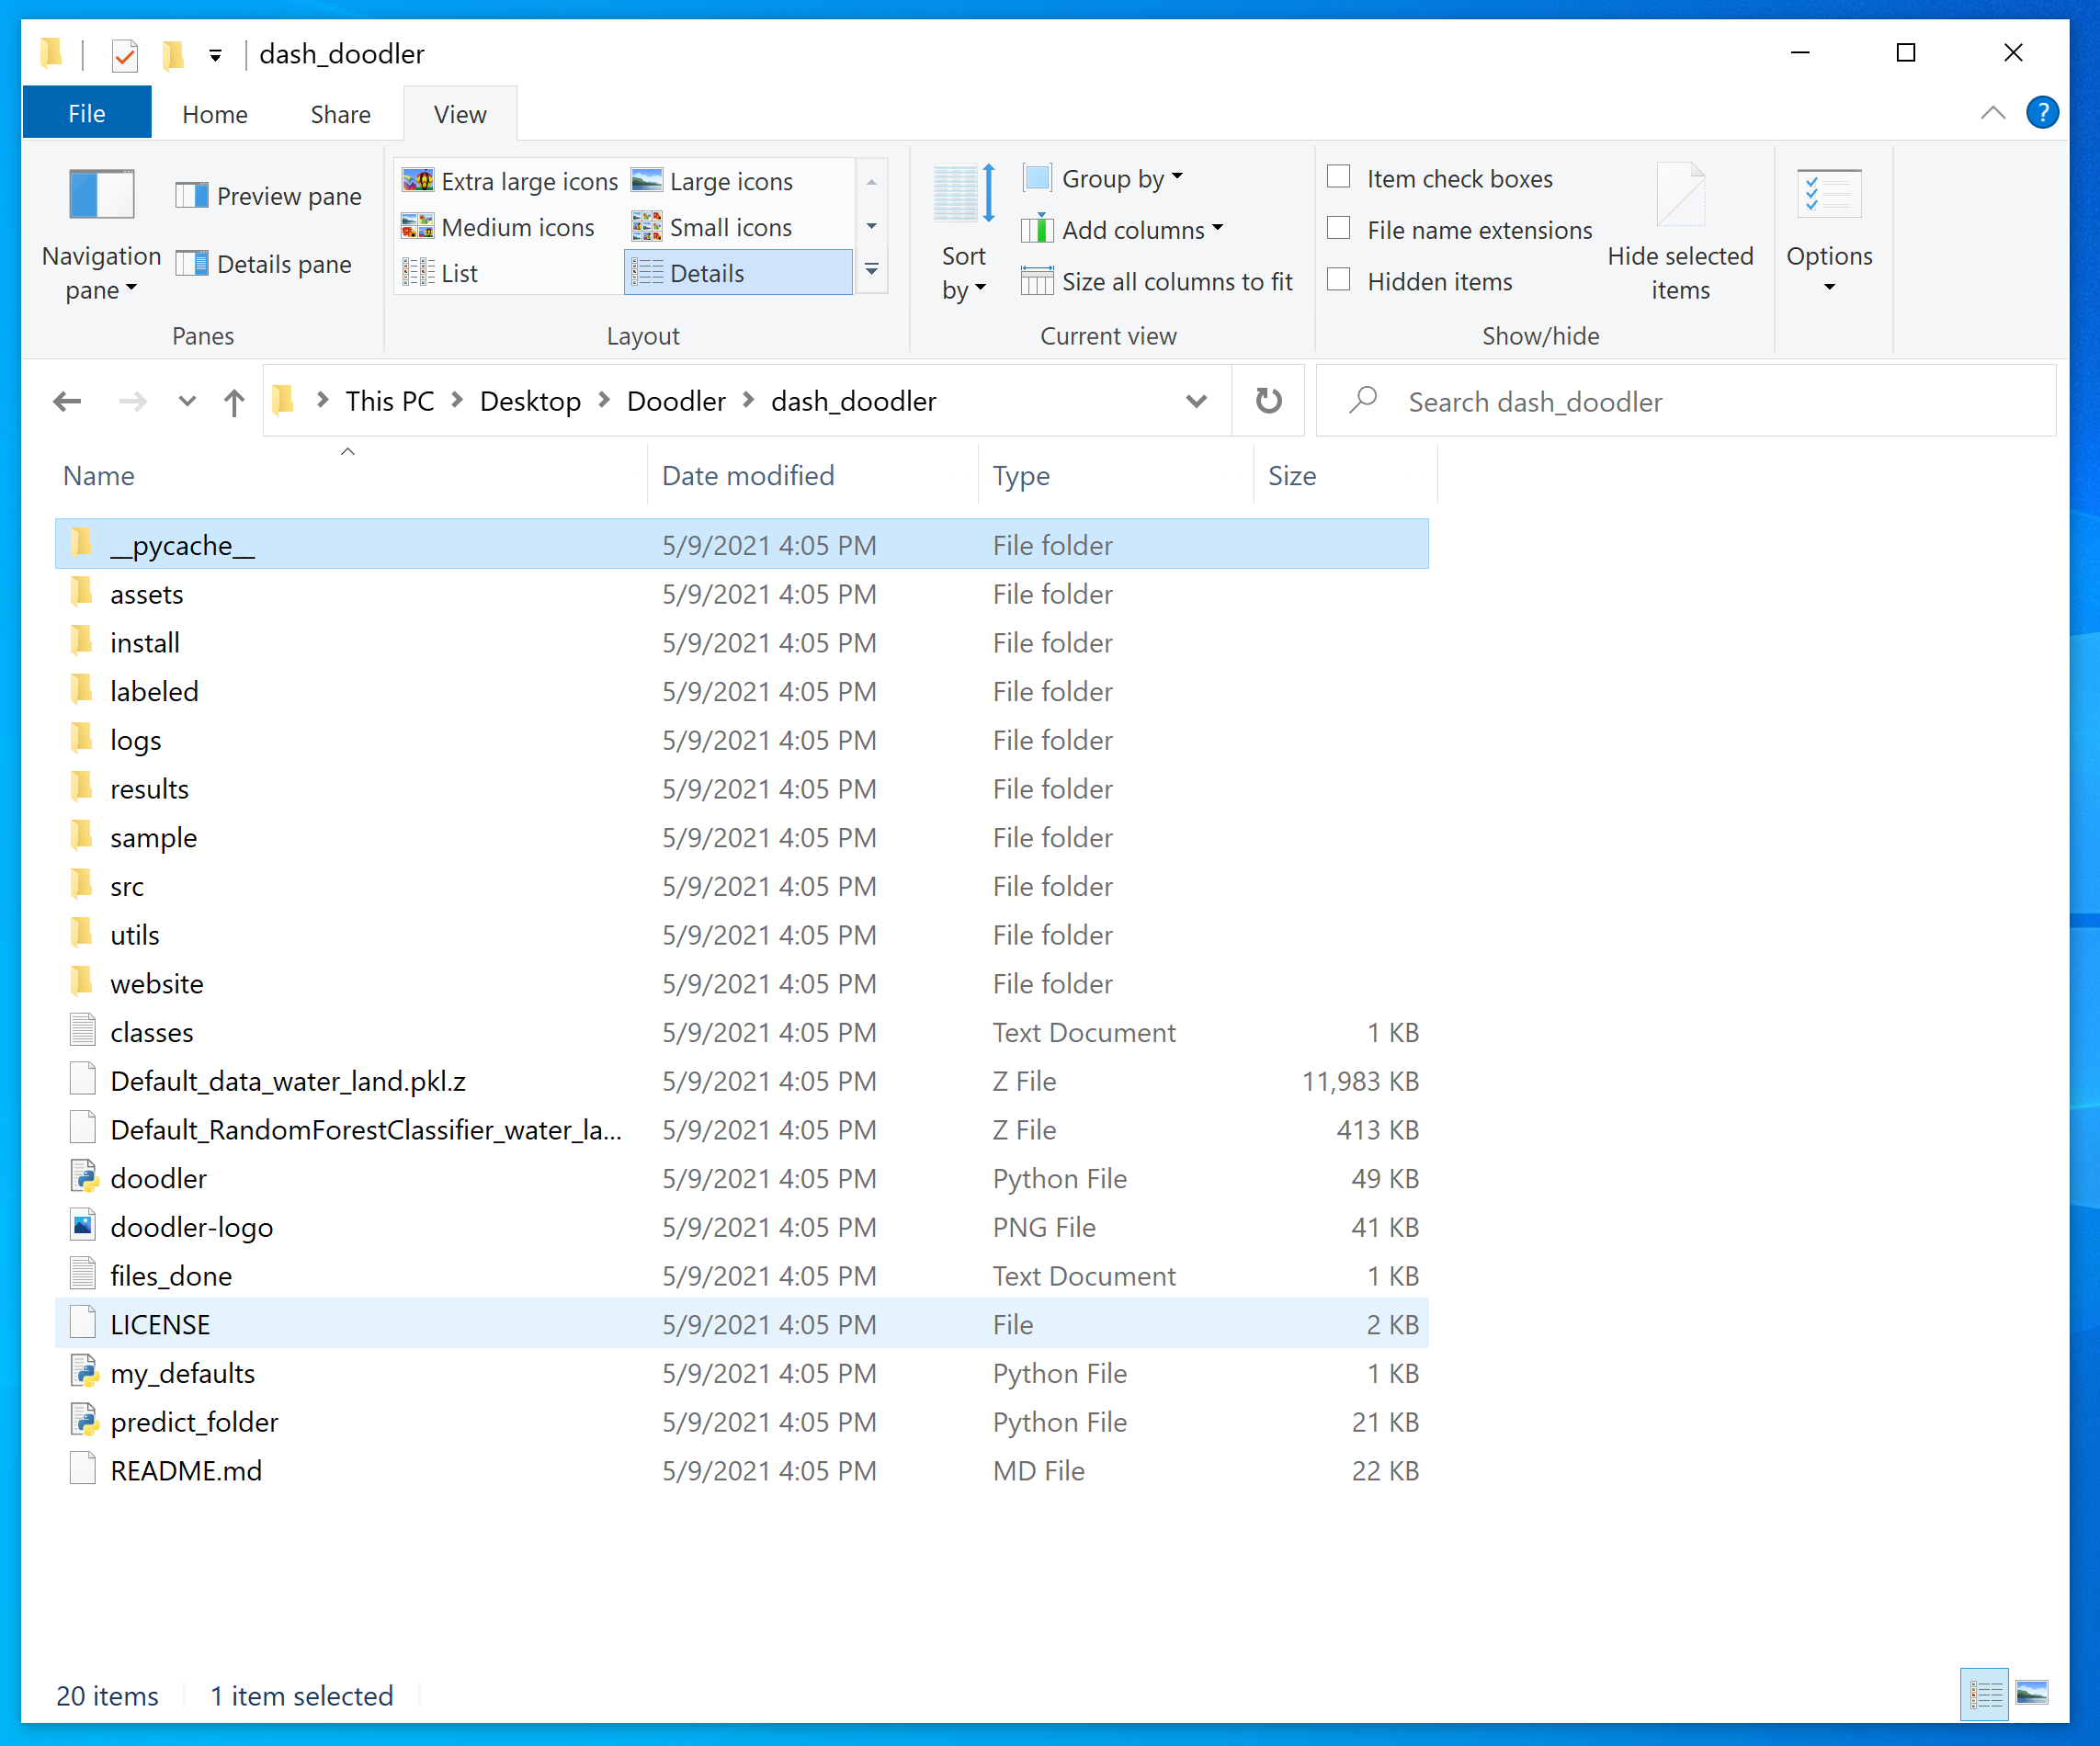 dash_doodler
File Home Share View
?
Navigation pane
Preview pane
Details pane
Panes
Extra large icons Large icons
Medium icons Small icons
List Details
Layout
Sort by
Group by
Add columns
Size all columns to fit
Current view
Item check boxes
File name extensions
Hidden items
Hide selected items
Show/hide
Options
This PC > Desktop > Doodler > dash_doodler
Search dash_doodler
Name Date modified Type Size
__pycache__ 5/9/2021 4:05 PM File folder
assets 5/9/2021 4:05 PM File folder
install 5/9/2021 4:05 PM File folder
labeled 5/9/2021 4:05 PM File folder
logs 5/9/2021 4:05 PM File folder
results 5/9/2021 4:05 PM File folder
sample 5/9/2021 4:05 PM File folder
src 5/9/2021 4:05 PM File folder
utils 5/9/2021 4:05 PM File folder
website 5/9/2021 4:05 PM File folder
classes 5/9/2021 4:05 PM Text Document 1 KB
Default_data_water_land.pkl.z 5/9/2021 4:05 PM Z File 11,983 KB
Default_RandomForestClassifier_water_la... 5/9/2021 4:05 PM Z File 413 KB
doodler 5/9/2021 4:05 PM Python File 49 KB
doodler-logo 5/9/2021 4:05 PM PNG File 41 KB
files_done 5/9/2021 4:05 PM Text Document 1 KB
LICENSE 5/9/2021 4:05 PM File 2 KB
my_defaults 5/9/2021 4:05 PM Python File 1 KB
predict_folder 5/9/2021 4:05 PM Python File 21 KB
README.md 5/9/2021 4:05 PM MD File 22 KB
20 items 1 item selected